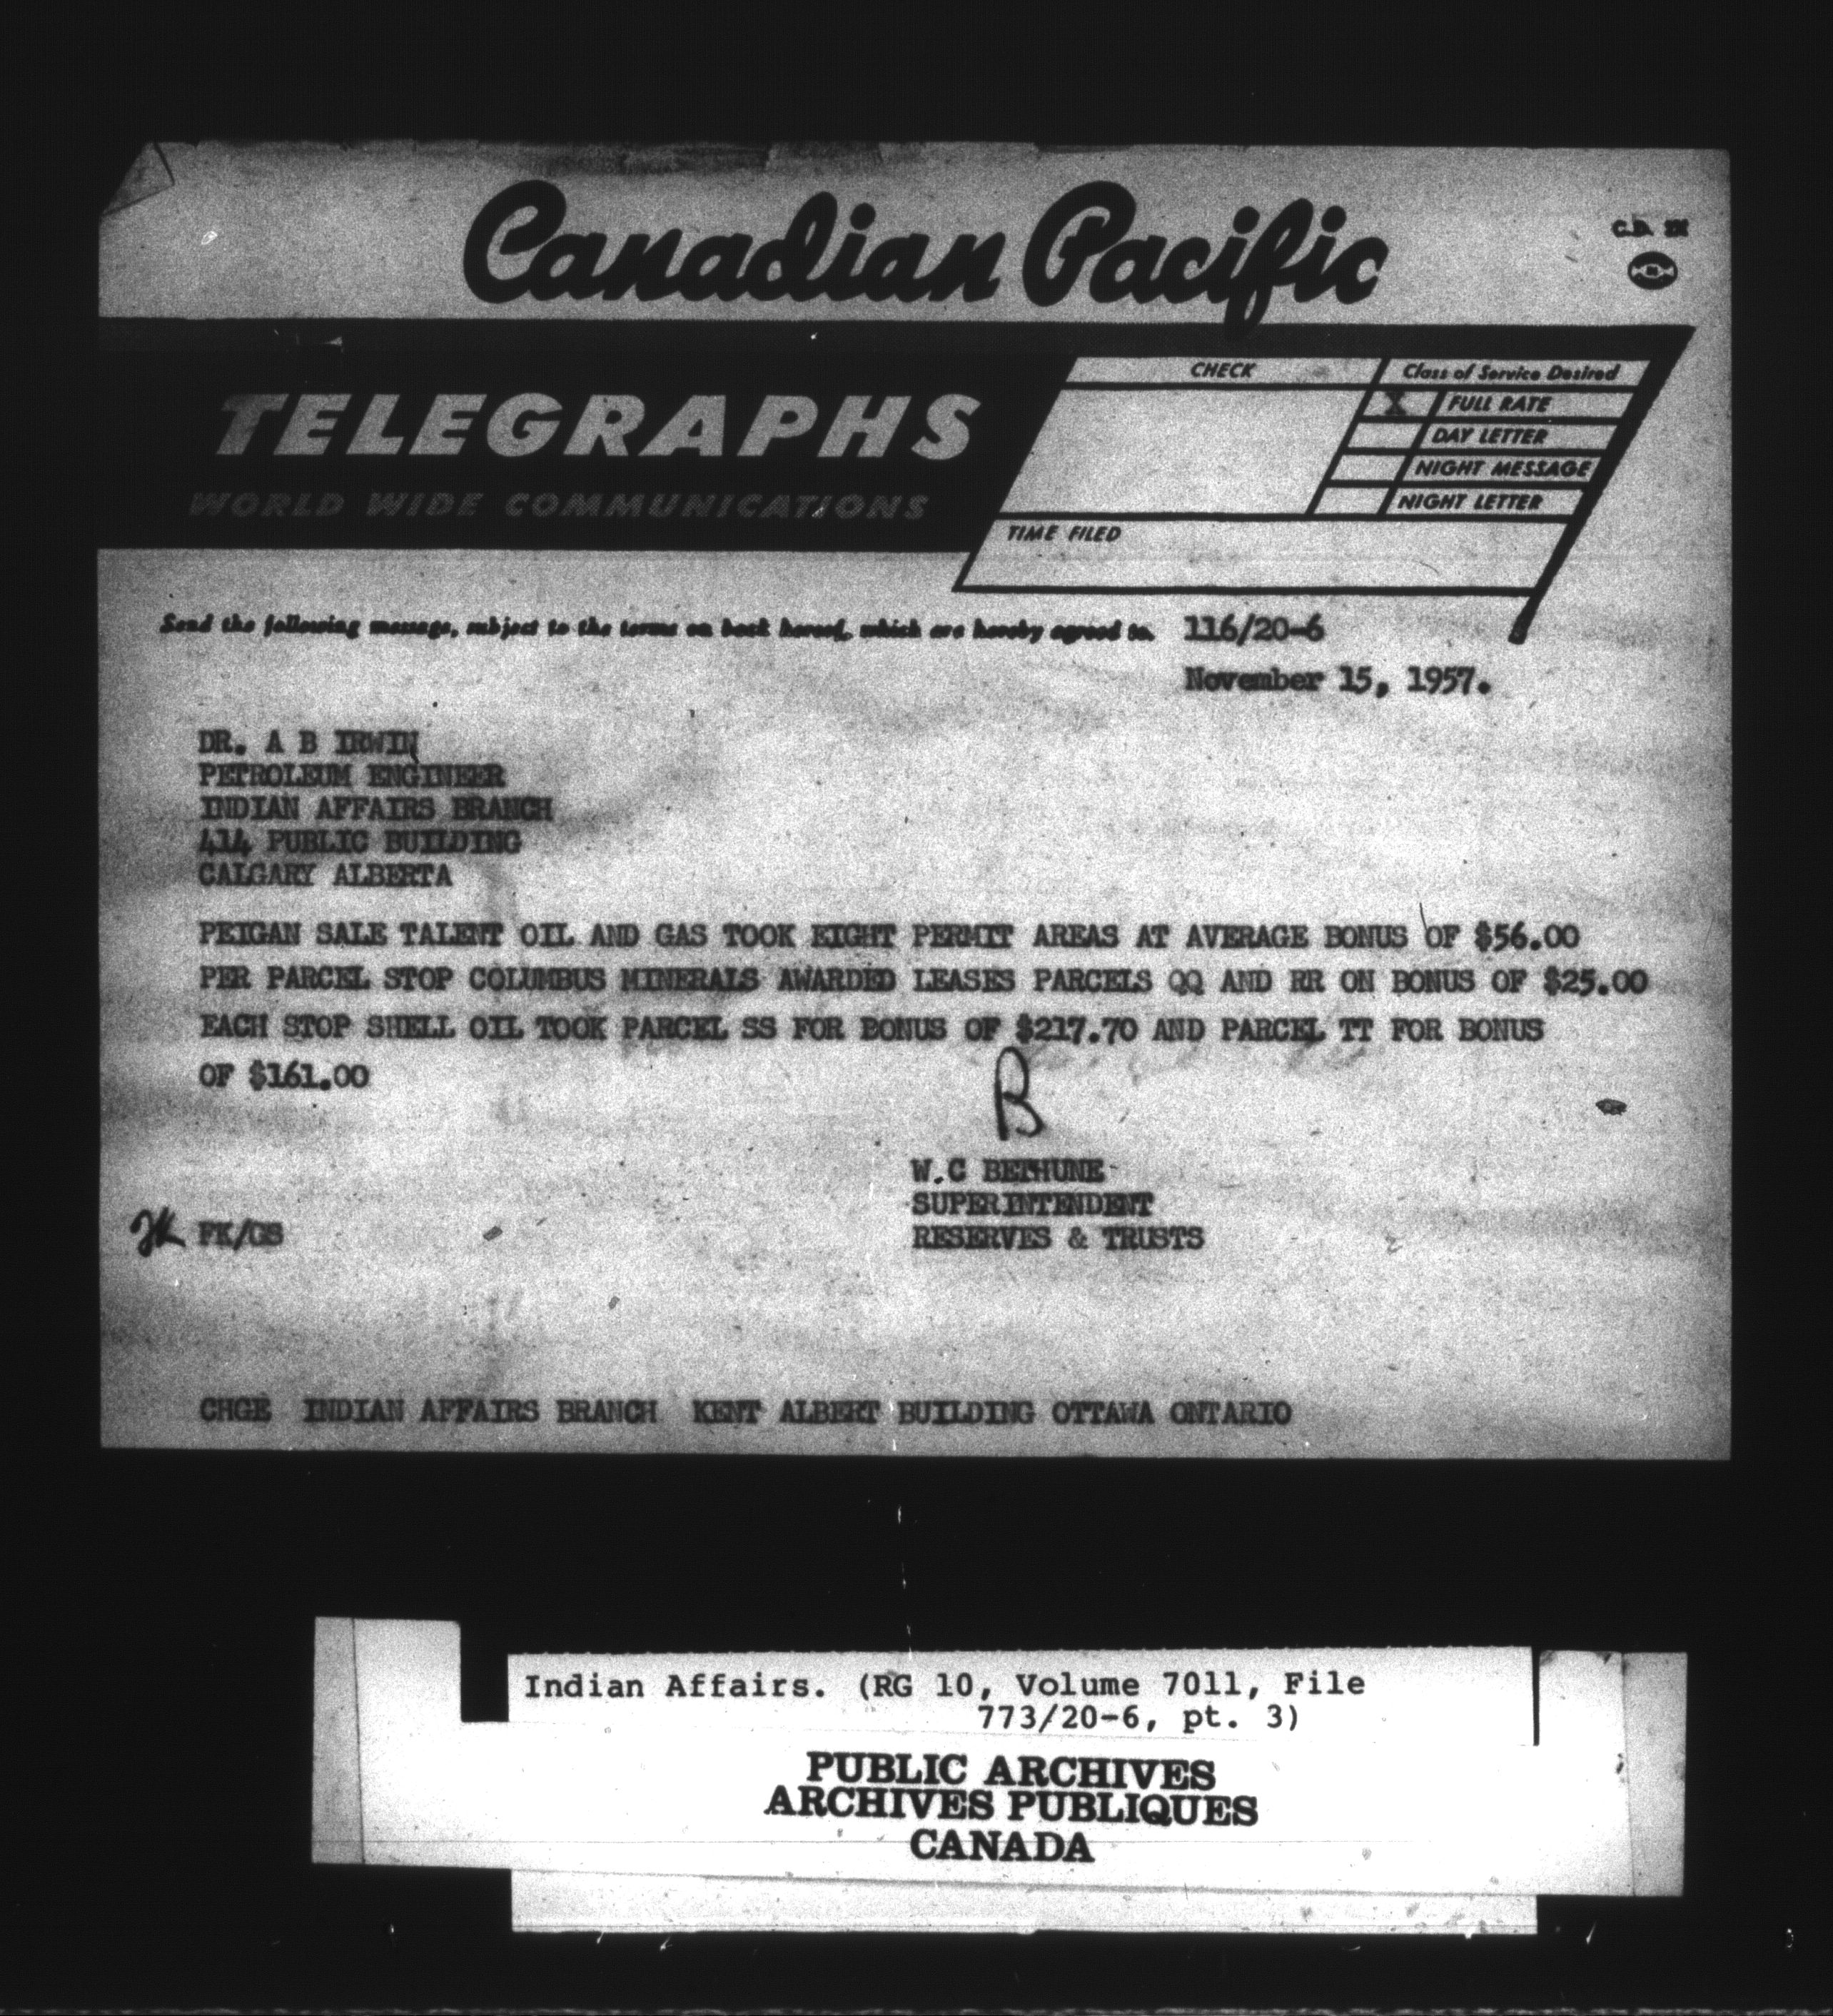 Canadian Pacific
TELEGRAPHS
WORLD WIDE COMMUNICATIONS
CHECK
Class of Service Desired
X FULL RATE
DAY LETTER
NIGHT MESSAGE
NIGHT LETTER
TIME FILED
Send the following message, subject to the terms on back hereof, which are hereby agreed to. 116/20-6
November 15, 1957.
DR. A B IRWIN
PETROLEUM ENGINEER
INDIAN AFFAIRS BRANCH
414 PUBLIC BUILDING
CALGARY ALBERTA
PEIGAN SALE TALENT OIL AND GAS TOOK EIGHT PERMIT AREAS AT AVERAGE BONUS OF $56.00
PER PARCEL STOP COLUMBUS MINERALS AWARDED LEASES PARCELS QQ AND RR ON BONUS OF $25.00
EACH STOP SHELL OIL TOOK PARCEL SS FOR BONUS OF $217.70 AND PARCEL TT FOR BONUS
OF $161.00
B
W.C BETHUNE
SUPERINTENDENT
RESERVES & TRUSTS
FK/GS
CHGE INDIAN AFFAIRS BRANCH KENT ALBERT BUILDING OTTAWA ONTARIO
Indian Affairs. (RG 10, Volume 7011, File
773/20-6, pt. 3)
PUBLIC ARCHIVES
ARCHIVES PUBLIQUES
CANADA